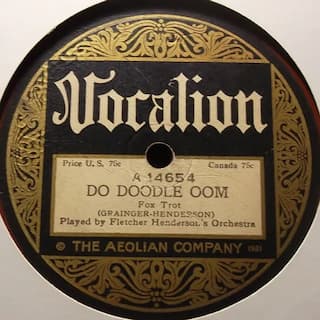 Vocalion
Price U. S. 75c Canada 75c
A 14654
DO DOODLE OOM
Fox Trot
(GRAINGER-HENDERSON)
Played by Fletcher Henderson's Orchestra
© THE AEOLIAN COMPANY 1921